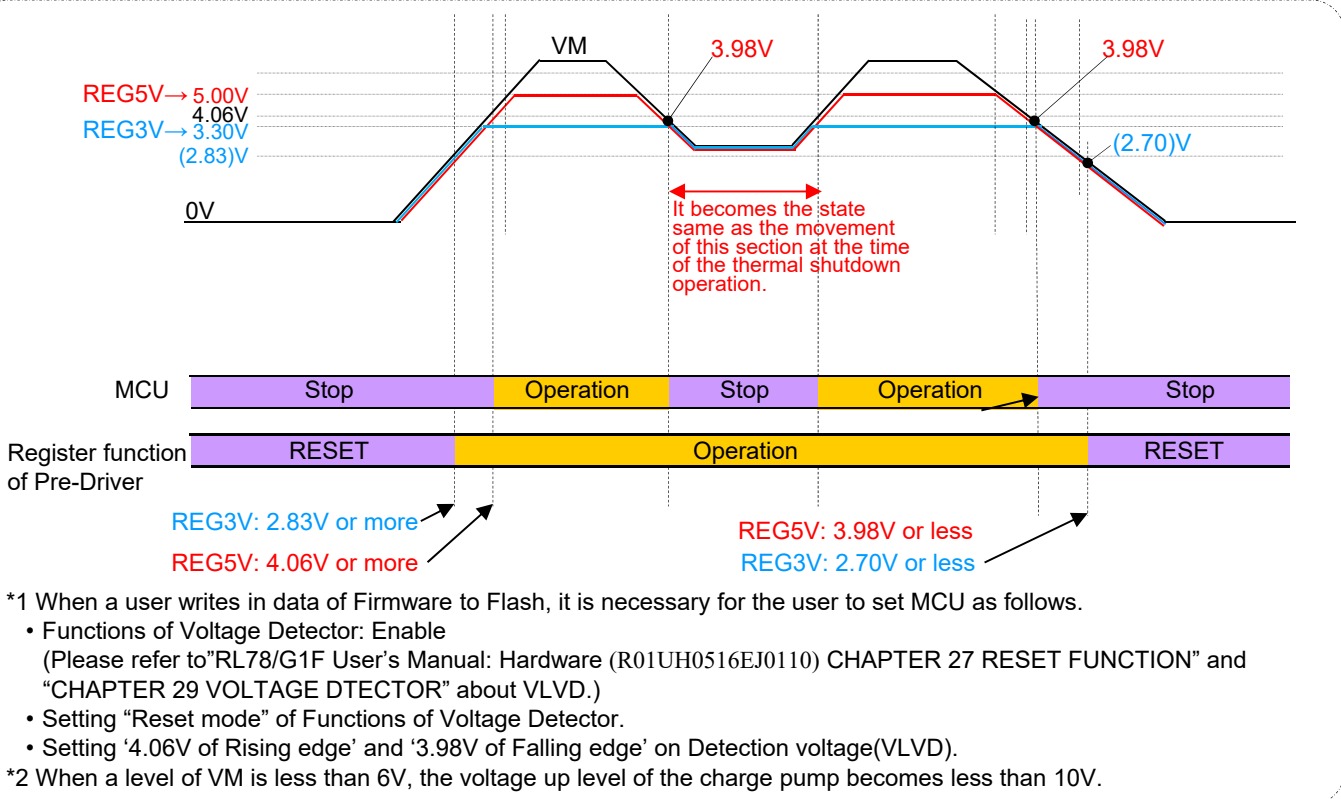 VM
3.98V
3.98V
REG5V→ 5.00V
4.06V
REG3V→ 3.30V
(2.83)V
(2.70)V
0V
It becomes the state
same as the movement
of this section at the time
of the thermal shutdown
operation.
MCU Stop Operation Stop Operation Stop
Register function
of Pre-Driver
RESET Operation RESET
REG3V: 2.83V or more
REG5V: 4.06V or more
REG5V: 3.98V or less
REG3V: 2.70V or less
*1 When a user writes in data of Firmware to Flash, it is necessary for the user to set MCU as follows.
• Functions of Voltage Detector: Enable
(Please refer to”RL78/G1F User’s Manual: Hardware (R01UH0516EJ0110) CHAPTER 27 RESET FUNCTION” and
“CHAPTER 29 VOLTAGE DTECTOR” about VLVD.)
• Setting “Reset mode” of Functions of Voltage Detector.
• Setting ‘4.06V of Rising edge’ and ‘3.98V of Falling edge’ on Detection voltage(VLVD).
*2 When a level of VM is less than 6V, the voltage up level of the charge pump becomes less than 10V.